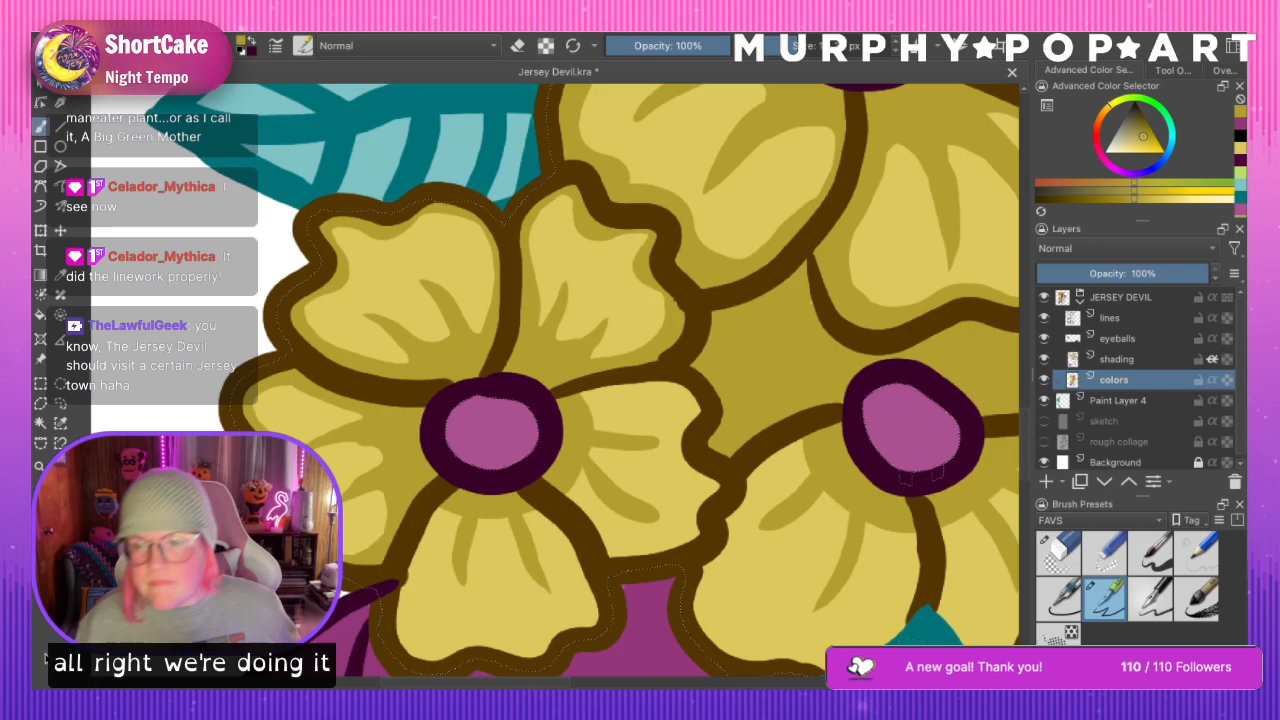 ShortCake
Night Tempo
MURPHY★POP★ART
Normal
Opacity: 100%
Jersey Devil.kra *
Advanced Color Se...
Tool O...
Ove...
Advanced Color Selector
maneater plant...or as I call
it, A Big Green Mother
1ST Celador_Mythica I
see now.
1ST Celador_Mythica It
did the linework properly!
TheLawfulGeek you
know, The Jersey Devil
should visit a certain Jersey
town haha
Layers
Normal
Opacity: 100%
JERSEY DEVIL
lines
eyeballs
shading
colors
Paint Layer 4
sketch
rough collage
Background
Brush Presets
FAVS
Tag
all right we're doing it
A new goal! Thank you!
110 / 110 Followers